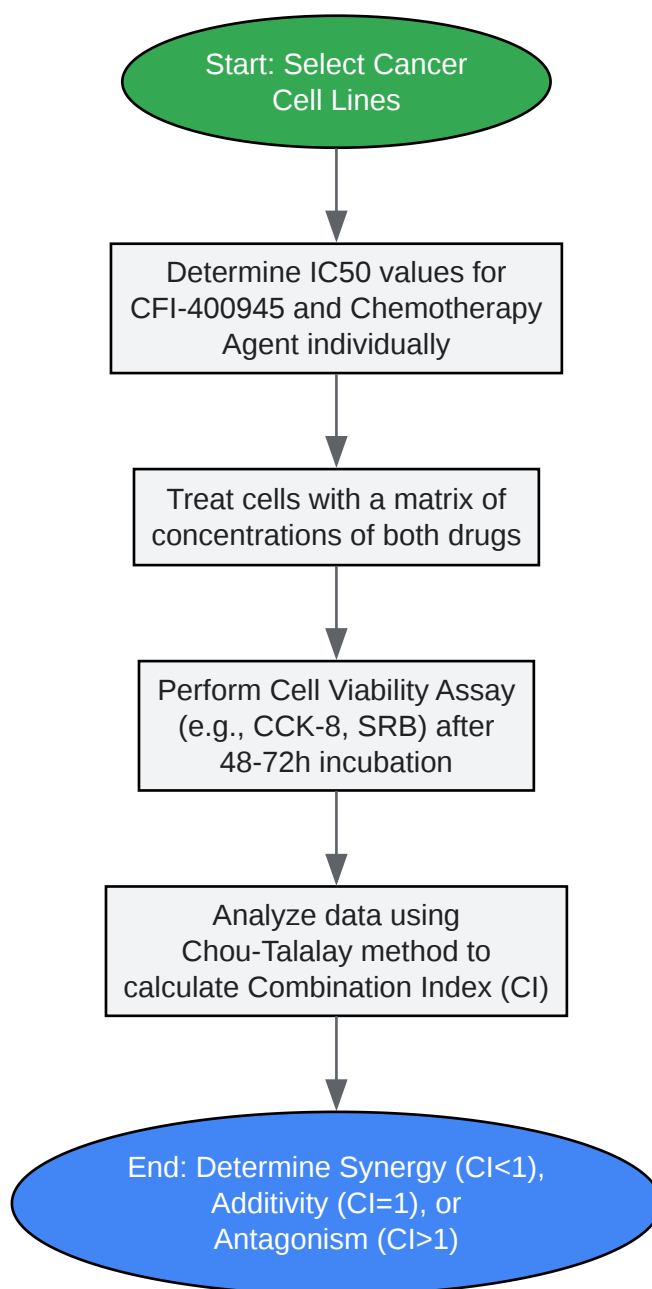 Start: Select Cancer
Cell Lines
Determine IC50 values for
CFI-400945 and Chemotherapy
Agent individually
Treat cells with a matrix of
concentrations of both drugs
Perform Cell Viability Assay
(e.g., CCK-8, SRB) after
48-72h incubation
Analyze data using
Chou-Talalay method to
calculate Combination Index (CI)
End: Determine Synergy (CI<1),
Additivity (CI=1), or
Antagonism (CI>1)